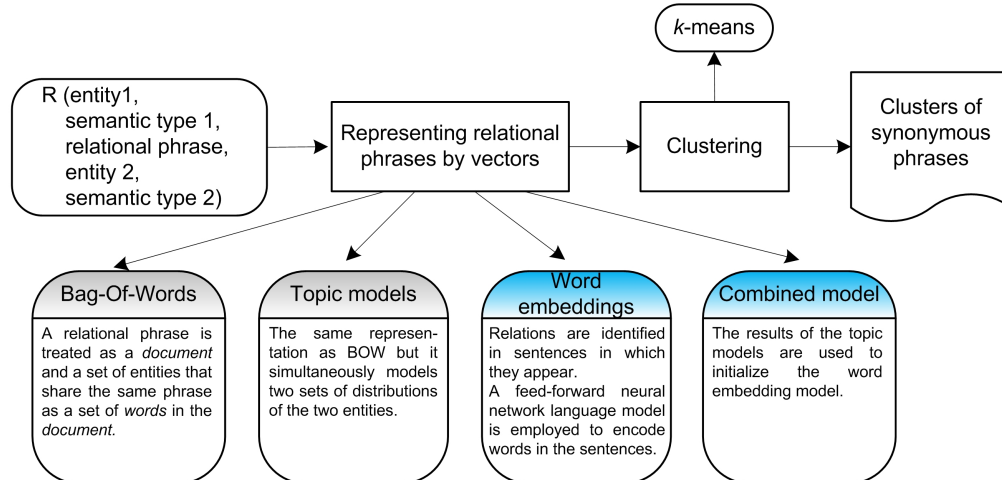 k-means
R (entity1,
semantic type 1,
relational phrase,
entity 2,
semantic type 2)
Representing relational
phrases by vectors
Clustering
Clusters of
synonymous
phrases
Bag-Of-Words
A relational phrase is
treated as a document
and a set of entities that
share the same phrase
as a set of words in the
document.
Topic models
The same represen-
tation as BOW but it
simultaneously models
two sets of distributions
of the two entities.
Word
embeddings
Relations are identified
in sentences in which
they appear.
A feed-forward neural
network language model
is employed to encode
words in the sentences.
Combined model
The results of the topic
models are used to
initialize the word
embedding model.